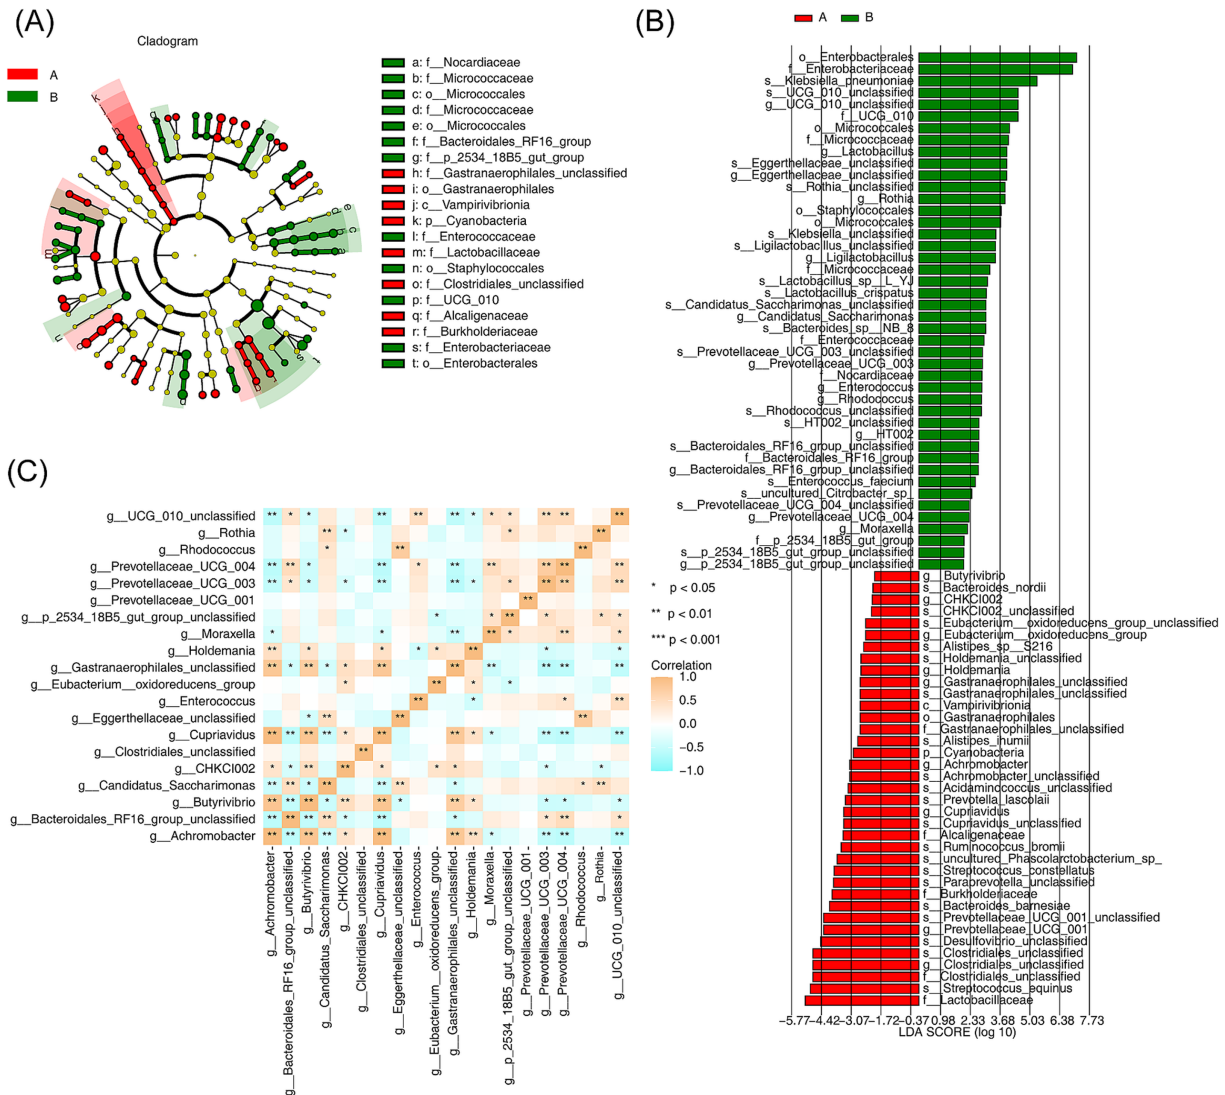 (A)
Cladogram
A
B
a: f__Nocardiaceae
b: f__Micrococcaceae
c: o__Micrococcales
d: f__Micrococcaceae
e: o__Micrococcales
f: f__Bacteroidales_RF16_group
g: f__p_2534_18B5_gut_group
h: f__Gastranaerophilales_unclassified
i: o__Gastranaerophilales
j: c__Vampirivibrionia
k: p__Cyanobacteria
l: f__Enterococcaceae
m: f__Lactobacillaceae
n: o__Staphylococcales
o: f__Clostridiales_unclassified
p: f__UCG_010
q: f__Alcaligenaceae
r: f__Burkholderiaceae
s: f__Enterobacteriaceae
t: o__Enterobacterales
(B)
A B
o__Enterobacterales
f__Enterobacteriaceae
s__Klebsiella_pneumoniae
s__UCG_010_unclassified
g__UCG_010_unclassified
f__UCG_010
o__Micrococcales
f__Micrococcaceae
g__Lactobacillus
s__Eggerthellaceae_unclassified
g__Eggerthellaceae_unclassified
s__Rothia_unclassified
g__Rothia
o__Staphylococcales
o__Micrococcales
s__Klebsiella_unclassified
s__Ligilactobacillus_unclassified
g__Ligilactobacillus
f__Micrococcaceae
s__Lactobacillus_sp__L_YJ
s__Lactobacillus_crispatus
s__Candidatus_Saccharimonas_unclassified
g__Candidatus_Saccharimonas
s__Bacteroides_sp__NB_8
f__Enterococcaceae
s__Prevotellaceae_UCG_003_unclassified
g__Prevotellaceae_UCG_003
f__Nocardiaceae
g__Enterococcus
g__Rhodococcus
s__Rhodococcus_unclassified
s__HT002_unclassified
g__HT002
s__Bacteroidales_RF16_group_unclassified
f__Bacteroidales_RF16_group
g__Bacteroidales_RF16_group_unclassified
s__Enterococcus_faecium
s__uncultured_Citrobacter_sp_
s__Prevotellaceae_UCG_004_unclassified
g__Prevotellaceae_UCG_004
g__Moraxella
f__p_2534_18B5_gut_group
s__p_2534_18B5_gut_group_unclassified
g__p_2534_18B5_gut_group_unclassified
g__Butyrivibrio
s__Bacteroides_nordii
g__CHKCI002
s__CHKCI002_unclassified
s__Eubacterium__oxidoreducens_group_unclassified
g__Eubacterium__oxidoreducens_group
s__Alistipes_sp__S216
s__Holdemania_unclassified
g__Holdemania
g__Gastranaerophilales_unclassified
s__Gastranaerophilales_unclassified
c__Vampirivibrionia
o__Gastranaerophilales
f__Gastranaerophilales_unclassified
s__Alistipes_ihumii
p__Cyanobacteria
g__Achromobacter
s__Achromobacter_unclassified
s__Acidaminococcus_unclassified
s__Prevotella_lascolaii
g__Cupriavidus
s__Cupriavidus_unclassified
f__Alcaligenaceae
s__Ruminococcus_bromii
s__uncultured_Phascolarctobacterium_sp_
s__Streptococcus_constellatus
s__Paraprevotella_unclassified
f__Burkholderiaceae
s__Bacteroides_barnesiae
s__Prevotellaceae_UCG_001_unclassified
g__Prevotellaceae_UCG_001
s__Desulfovibrio_unclassified
s__Clostridiales_unclassified
g__Clostridiales_unclassified
f__Clostridiales_unclassified
s__Streptococcus_equinus
f__Lactobacillaceae
−5.77 −4.42 −3.07 −1.72 −0.37 0.98 2.33 3.68 5.03 6.38 7.73
LDA SCORE (log 10)
(C)
g__UCG_010_unclassified
g__Rothia
g__Rhodococcus
g__Prevotellaceae_UCG_004
g__Prevotellaceae_UCG_003
g__Prevotellaceae_UCG_001
g__p_2534_18B5_gut_group_unclassified
g__Moraxella
g__Holdemania
g__Gastranaerophilales_unclassified
g__Eubacterium__oxidoreducens_group
g__Enterococcus
g__Eggerthellaceae_unclassified
g__Cupriavidus
g__Clostridiales_unclassified
g__CHKCI002
g__Candidatus_Saccharimonas
g__Butyrivibrio
g__Bacteroidales_RF16_group_unclassified
g__Achromobacter
g__Achromobacter
g__Bacteroidales_RF16_group_unclassified
g__Butyrivibrio
g__Candidatus_Saccharimonas
g__CHKCI002
g__Clostridiales_unclassified
g__Cupriavidus
g__Eggerthellaceae_unclassified
g__Enterococcus
g__Eubacterium__oxidoreducens_group
g__Gastranaerophilales_unclassified
g__Holdemania
g__Moraxella
g__p_2534_18B5_gut_group_unclassified
g__Prevotellaceae_UCG_001
g__Prevotellaceae_UCG_003
g__Prevotellaceae_UCG_004
g__Rhodococcus
g__Rothia
g__UCG_010_unclassified
* p < 0.05
** p < 0.01
*** p < 0.001
Correlation
1.0
0.5
0.0
−0.5
−1.0